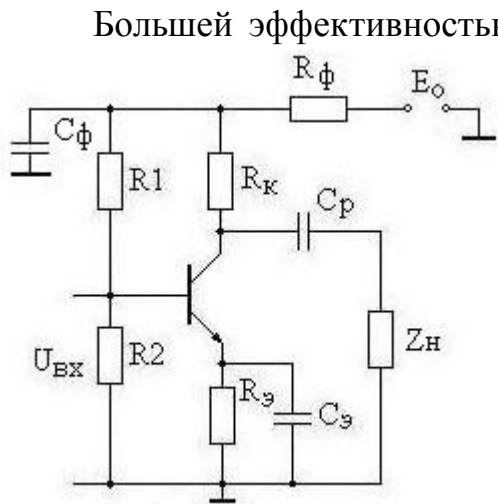 Большей эффективностью
Rф
Eo
Cф
R1
Rк
Cр
Uвх
R2
Zн
Rэ
Cэ